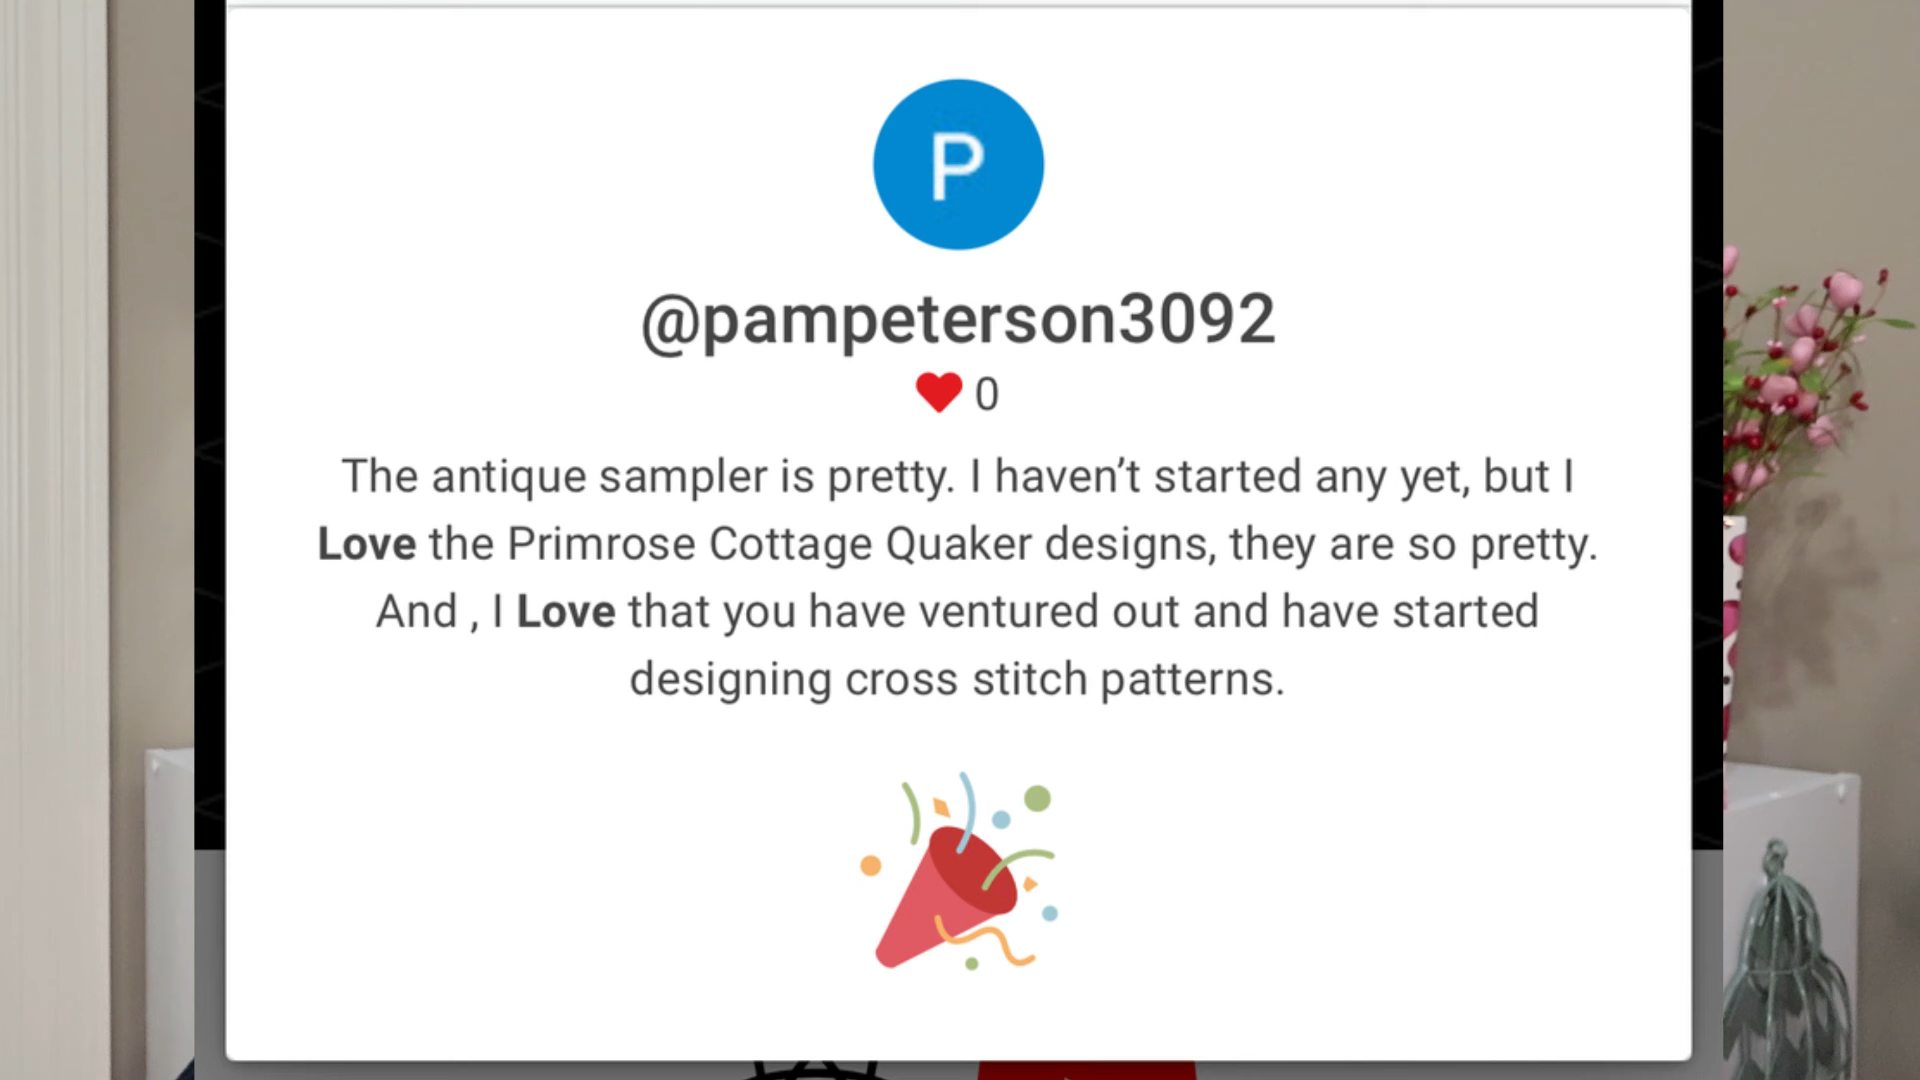 P
@pampeterson3092
0
The antique sampler is pretty. I haven’t started any yet, but I
Love the Primrose Cottage Quaker designs, they are so pretty.
And , I Love that you have ventured out and have started
designing cross stitch patterns.